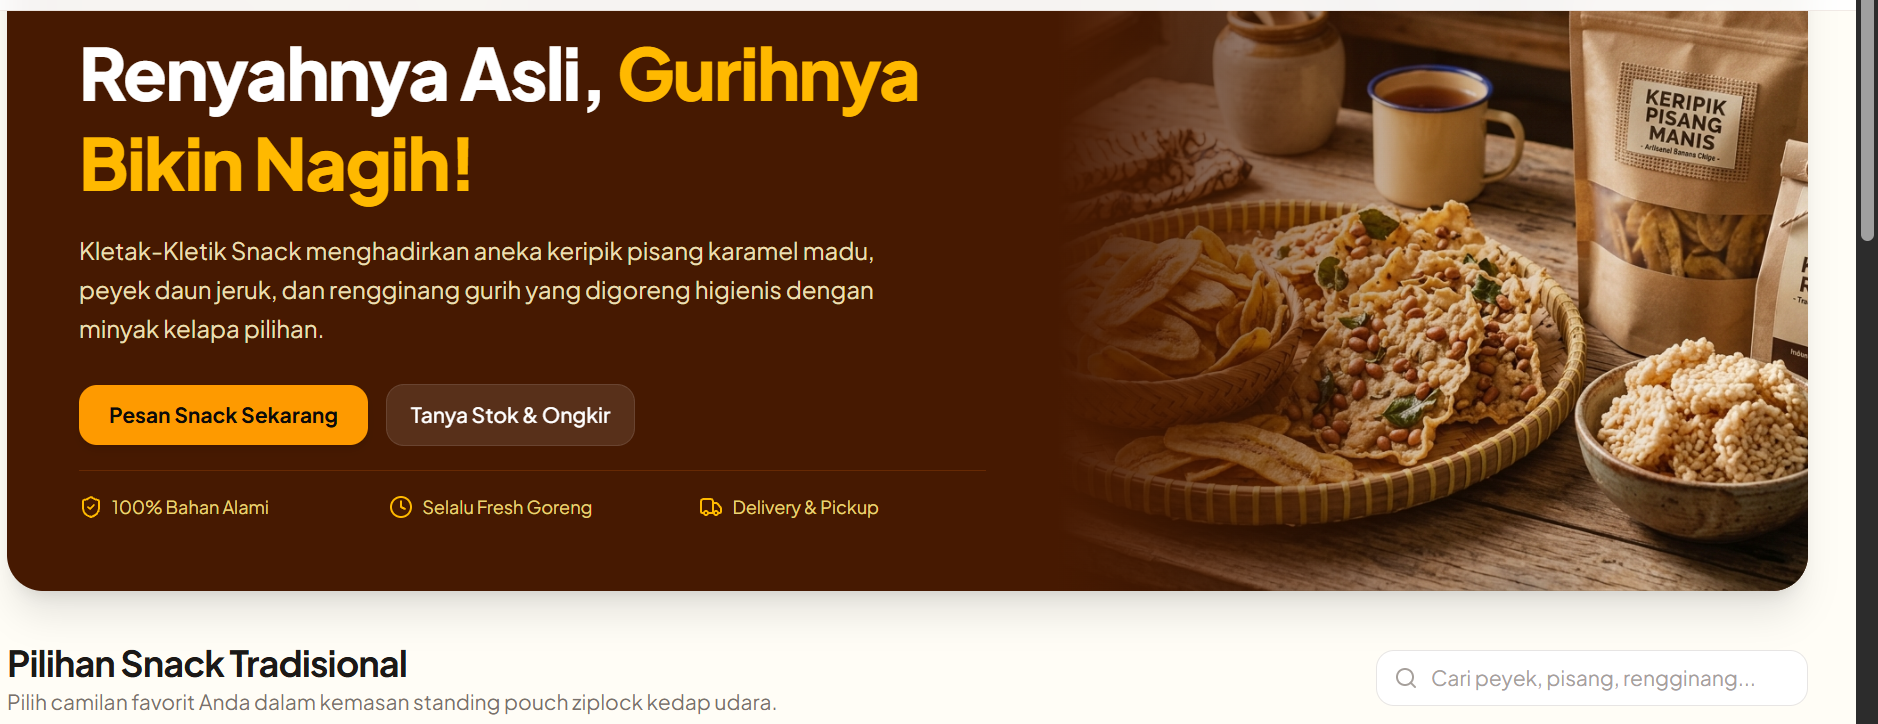 Renyahnya Asli, Gurihnya
Bikin Nagih!
Kletak-Kletik Snack menghadirkan aneka keripik pisang karamel madu,
peyek daun jeruk, dan rengginang gurih yang digoreng higienis dengan
minyak kelapa pilihan.
Pesan Snack Sekarang
Tanya Stok & Ongkir
100% Bahan Alami
Selalu Fresh Goreng
Delivery & Pickup
KERIPIK
PISANG
MANIS
- Artisanel Banana Chips -
Pilihan Snack Tradisional
Pilih camilan favorit Anda dalam kemasan standing pouch ziplock kedap udara.
Cari peyek, pisang, rengginang...